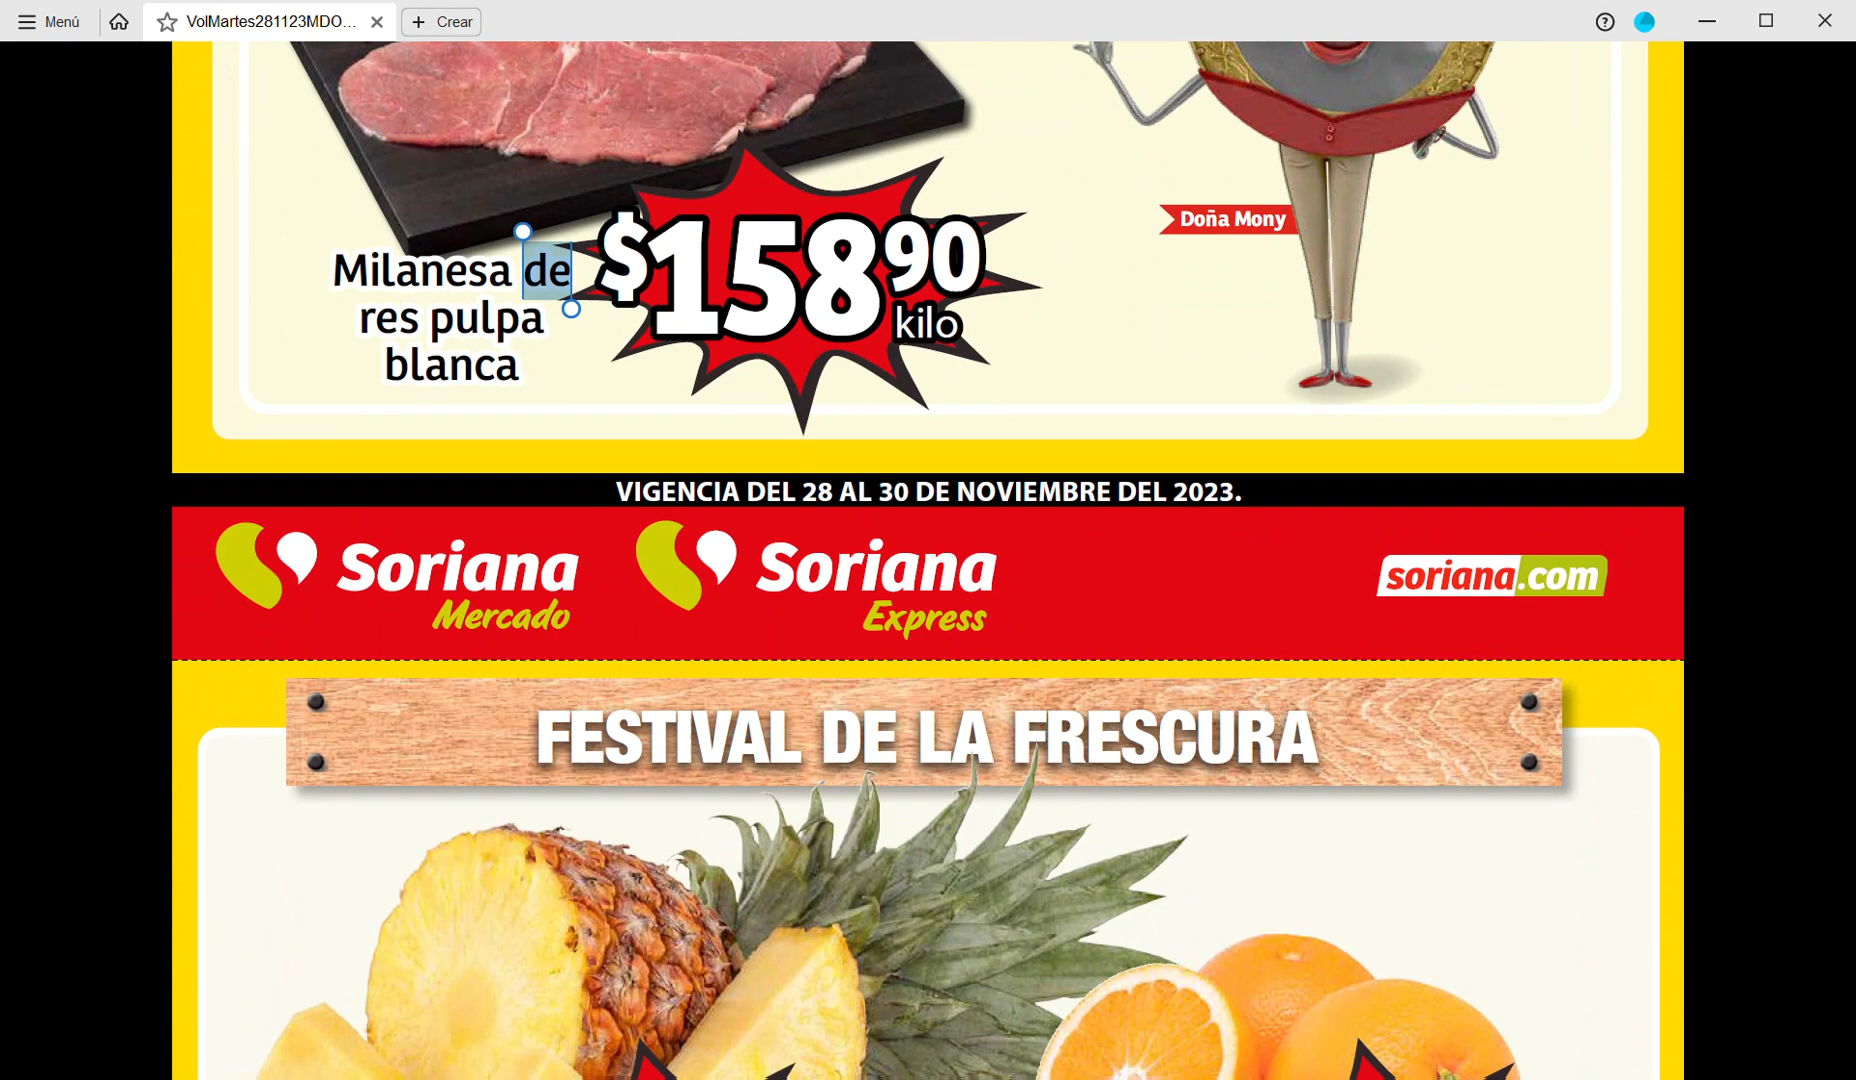 Menú
VolMartes281123MDO...
Crear
Doña Mony
Milanesa de
res pulpa
blanca
$158.90
kilo
VIGENCIA DEL 28 AL 30 DE NOVIEMBRE DEL 2023.
Soriana
Mercado
Soriana
Express
soriana.com
FESTIVAL DE LA FRESCURA